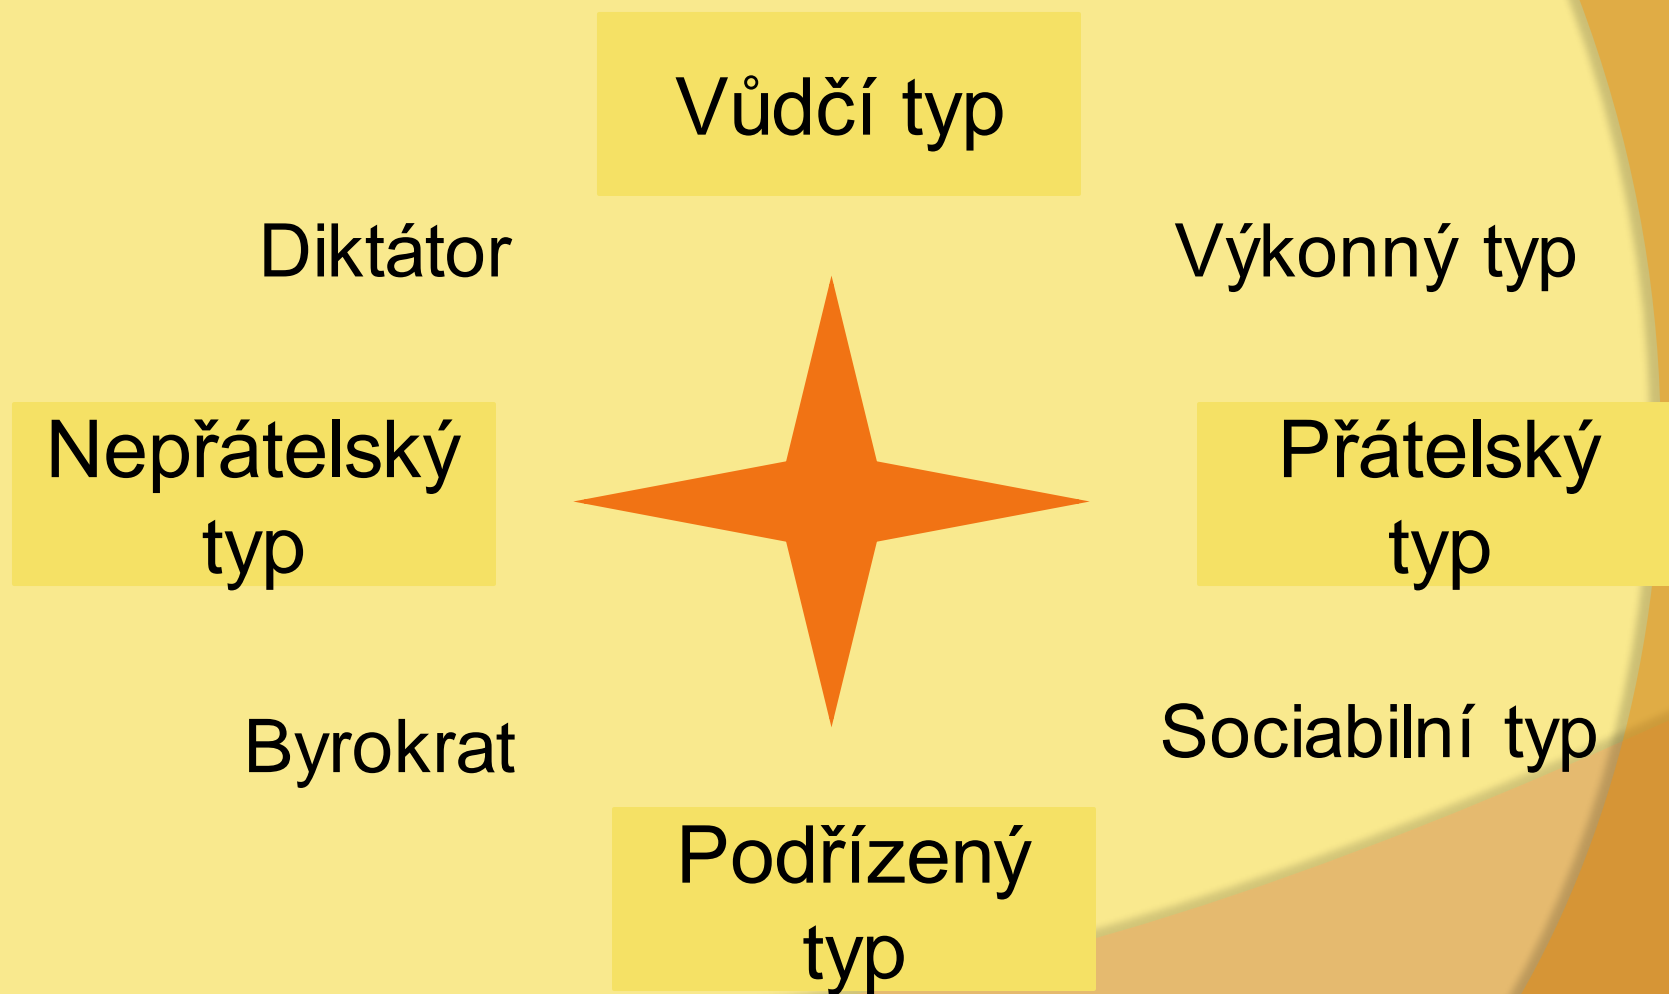 Vůdčí typ
Diktátor
Výkonný typ
Nepřátelský
typ
Přátelský
typ
Byrokrat
Sociabilní typ
Podřízený
typ